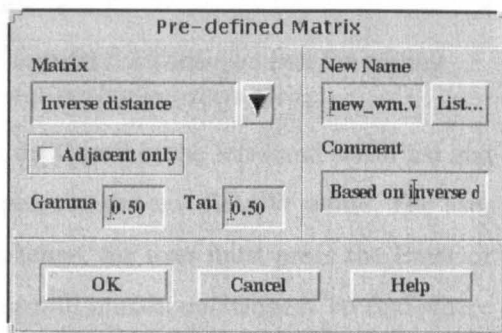 Pre-defined Matrix
Matrix
Inverse distance
Adjacent only
Gamma 0.50 Tau 0.50
New Name
new_wm.v List...
Comment
Based on inverse d
OK Cancel Help